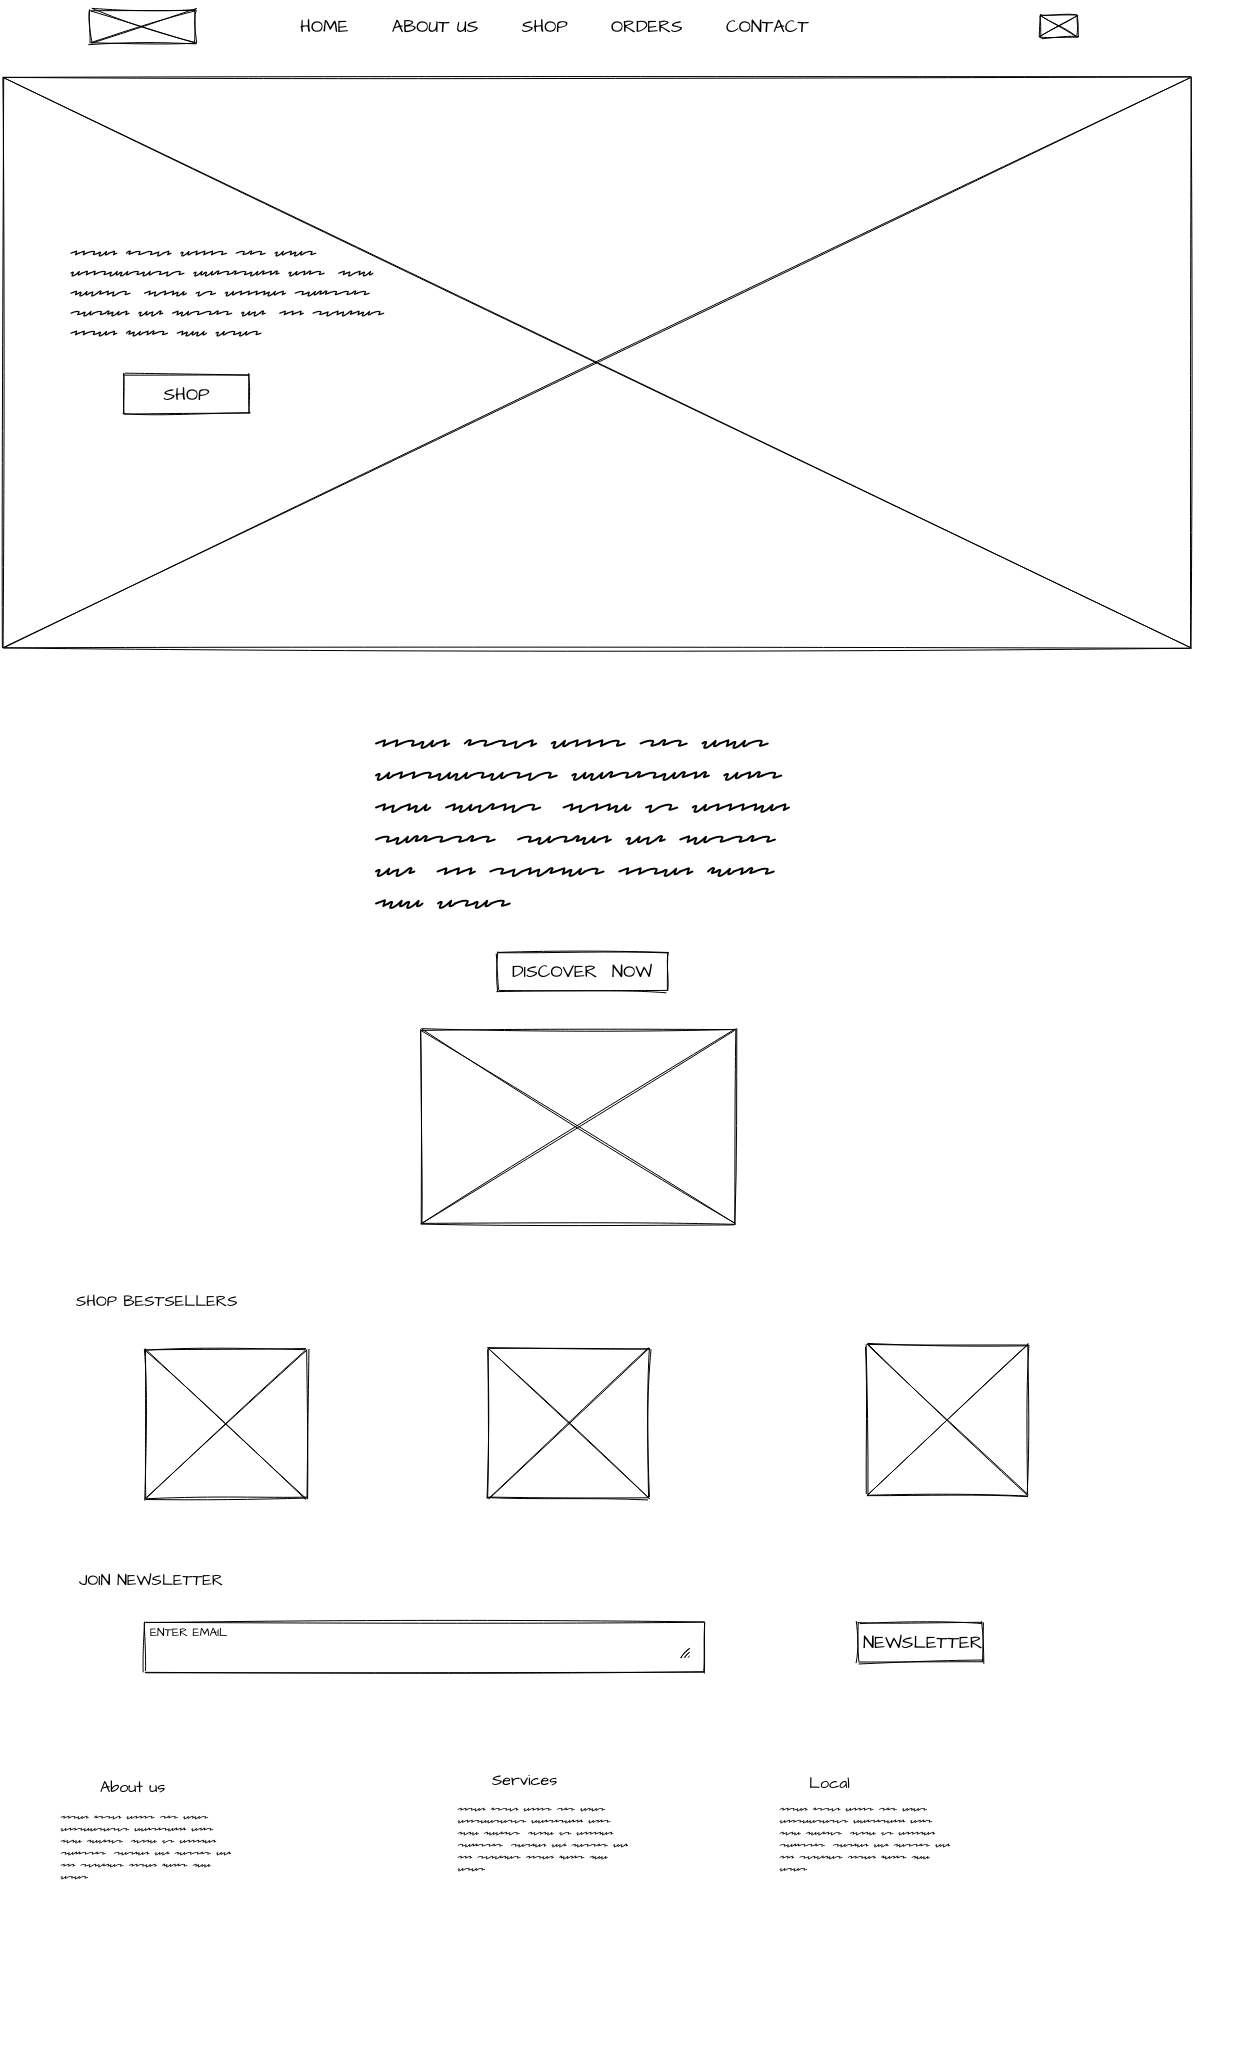 HOME ABOUT US SHOP ORDERS CONTACT
SHOP
DISCOVER NOW
SHOP BESTSELLERS
JOIN NEWSLETTER
ENTER EMAIL
NEWSLETTER
About us
Services
Local